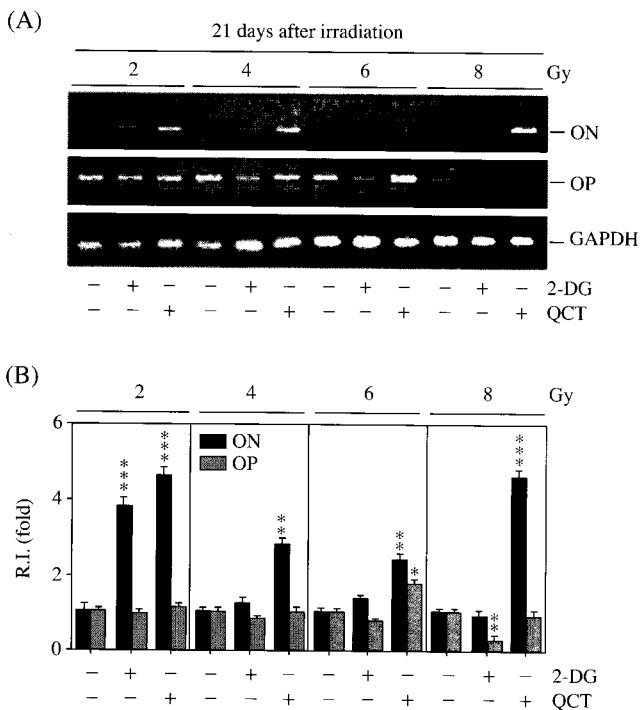 (A)
21 days after irradiation
2 4 6 8 Gy
ON
OP
GAPDH
− + − − + − − + − − + − 2-DG
− − + − − + − − + − − + QCT
(B)
2 4 6 8 Gy
R.I. (fold)
6
4
2
0
ON
OP
*** *** ** ** * ** ***
− + − − + − − + − − + − 2-DG
− − + − − + − − + − − + QCT